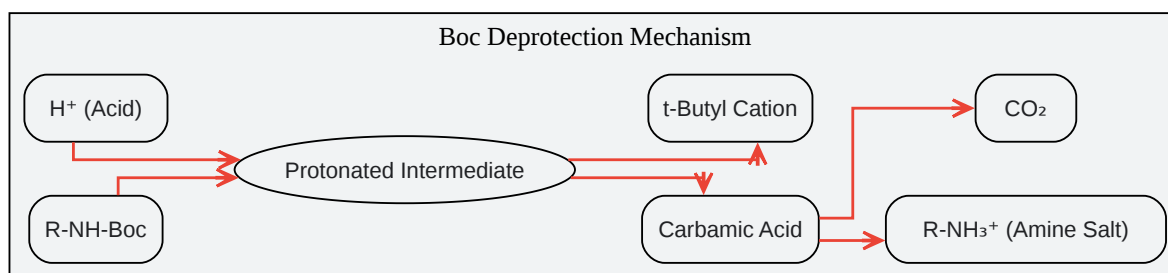 Boc Deprotection Mechanism
H⁺ (Acid)
t-Butyl Cation
CO₂
Protonated Intermediate
R-NH-Boc
Carbamic Acid
R-NH₃⁺ (Amine Salt)